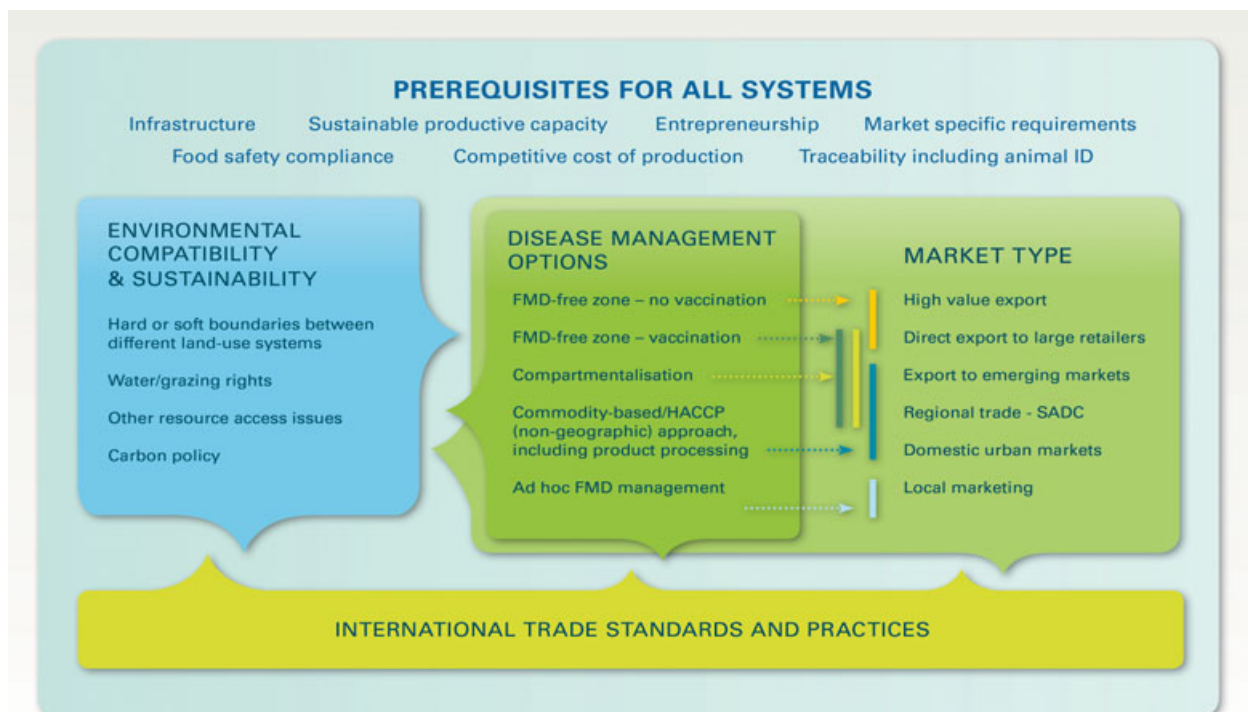 PREREQUISITES FOR ALL SYSTEMS
Infrastructure Sustainable productive capacity Entrepreneurship Market specific requirements
Food safety compliance Competitive cost of production Traceability including animal ID
ENVIRONMENTAL
COMPATIBILITY
& SUSTAINABILITY
Hard or soft boundaries between
different land-use systems
Water/grazing rights
Other resource access issues
Carbon policy
DISEASE MANAGEMENT
OPTIONS
FMD-free zone – no vaccination
FMD-free zone – vaccination
Compartmentalisation
Commodity-based/HACCP
(non-geographic) approach,
including product processing
Ad hoc FMD management
MARKET TYPE
High value export
Direct export to large retailers
Export to emerging markets
Regional trade - SADC
Domestic urban markets
Local marketing
INTERNATIONAL TRADE STANDARDS AND PRACTICES